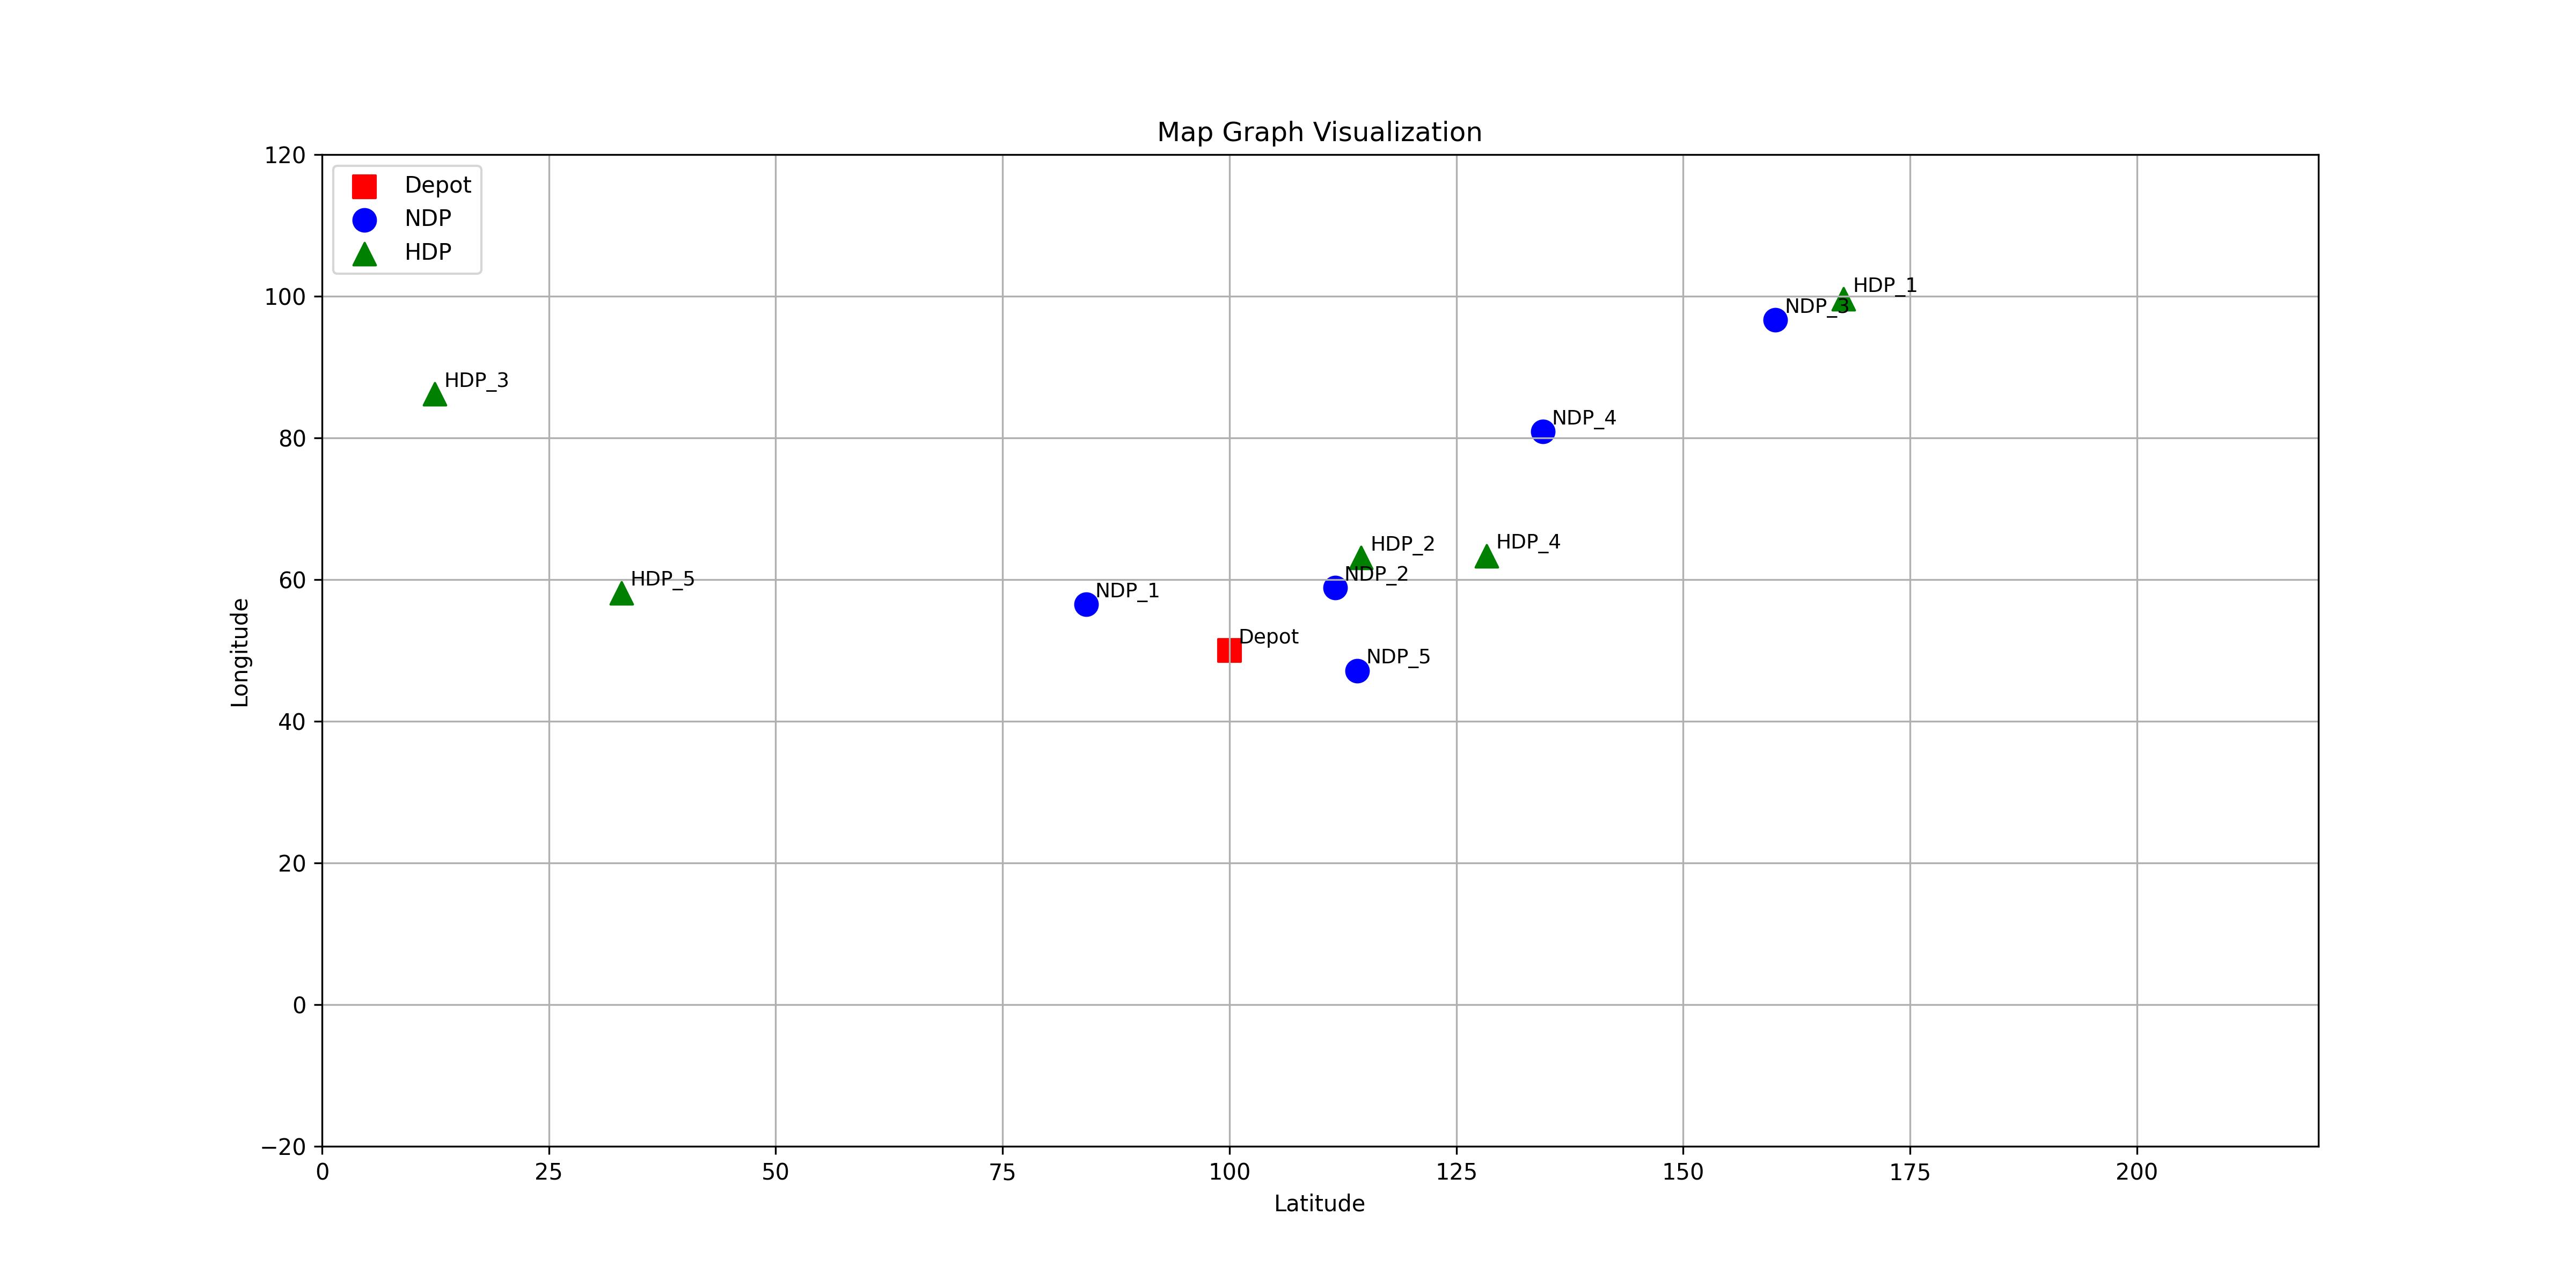 Map Graph Visualization
120
100
80
60
40
20
0
−20
Longitude
Depot
NDP
HDP
HDP_1
NDP_3
HDP_3
NDP_4
HDP_2
HDP_4
NDP_2
HDP_5
NDP_1
Depot
NDP_5
0 25 50 75 100 125 150 175 200
Latitude